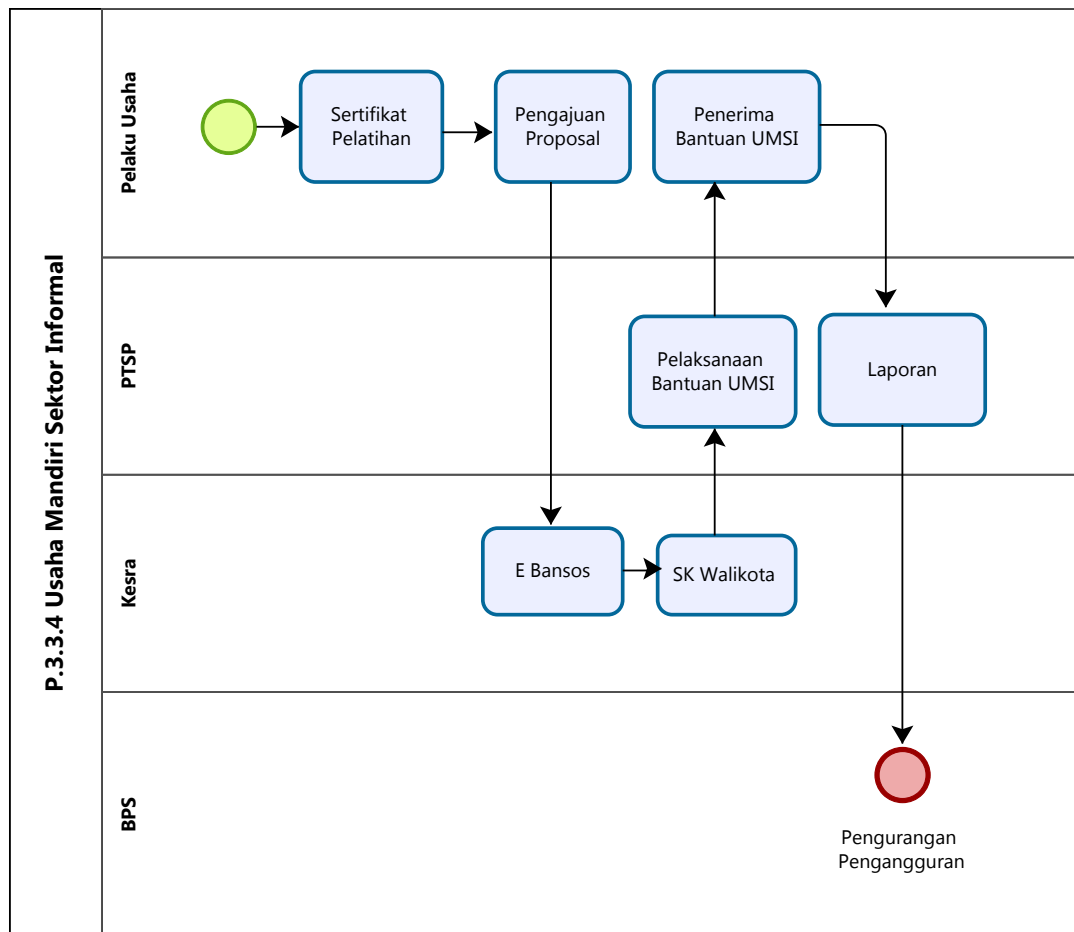 P.3.3.4 Usaha Mandiri Sektor Informal
Pelaku Usaha
Sertifikat
Pelatihan
Pengajuan
Proposal
Penerima
Bantuan UMSI
PTSP
Pelaksanaan
Bantuan UMSI
Laporan
Kesra
E Bansos
SK Walikota
BPS
Pengurangan
Pengangguran